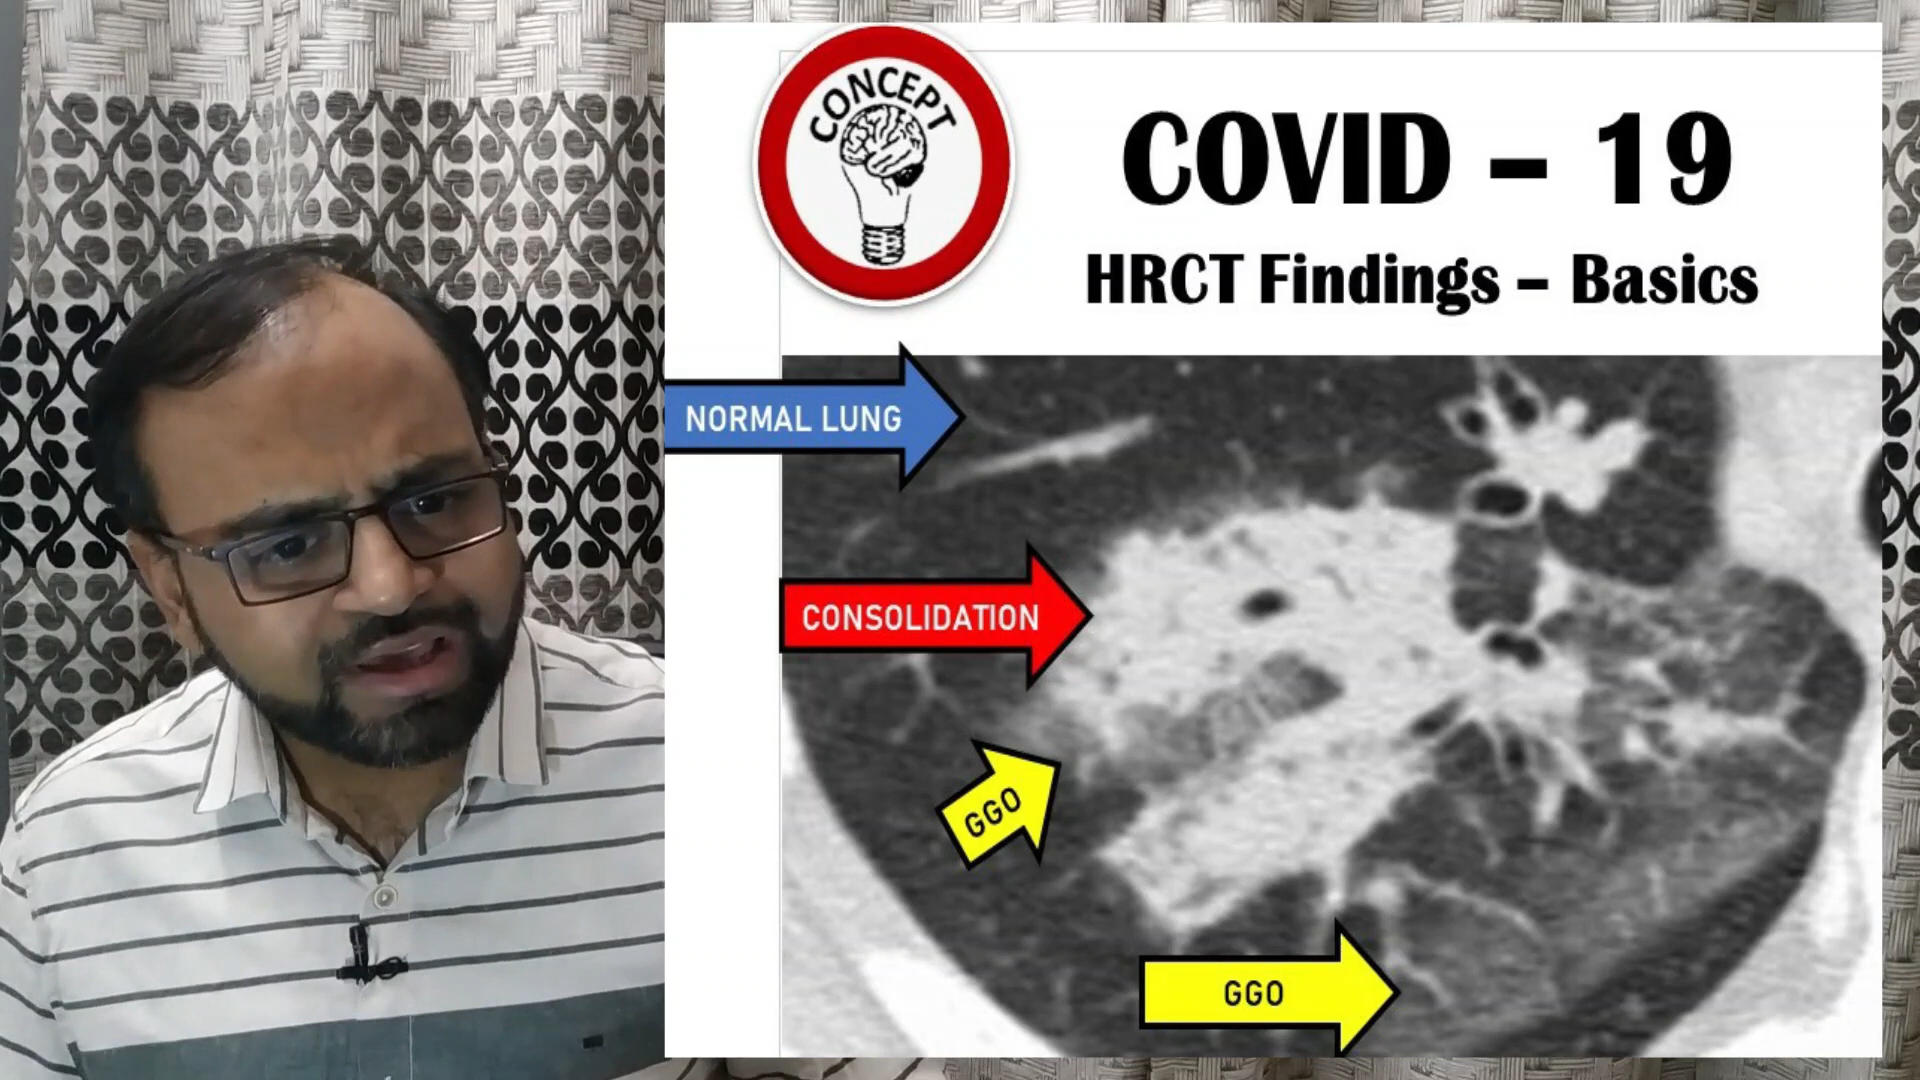 CONCEPT
COVID – 19
HRCT Findings – Basics
NORMAL LUNG
CONSOLIDATION
GGO
GGO